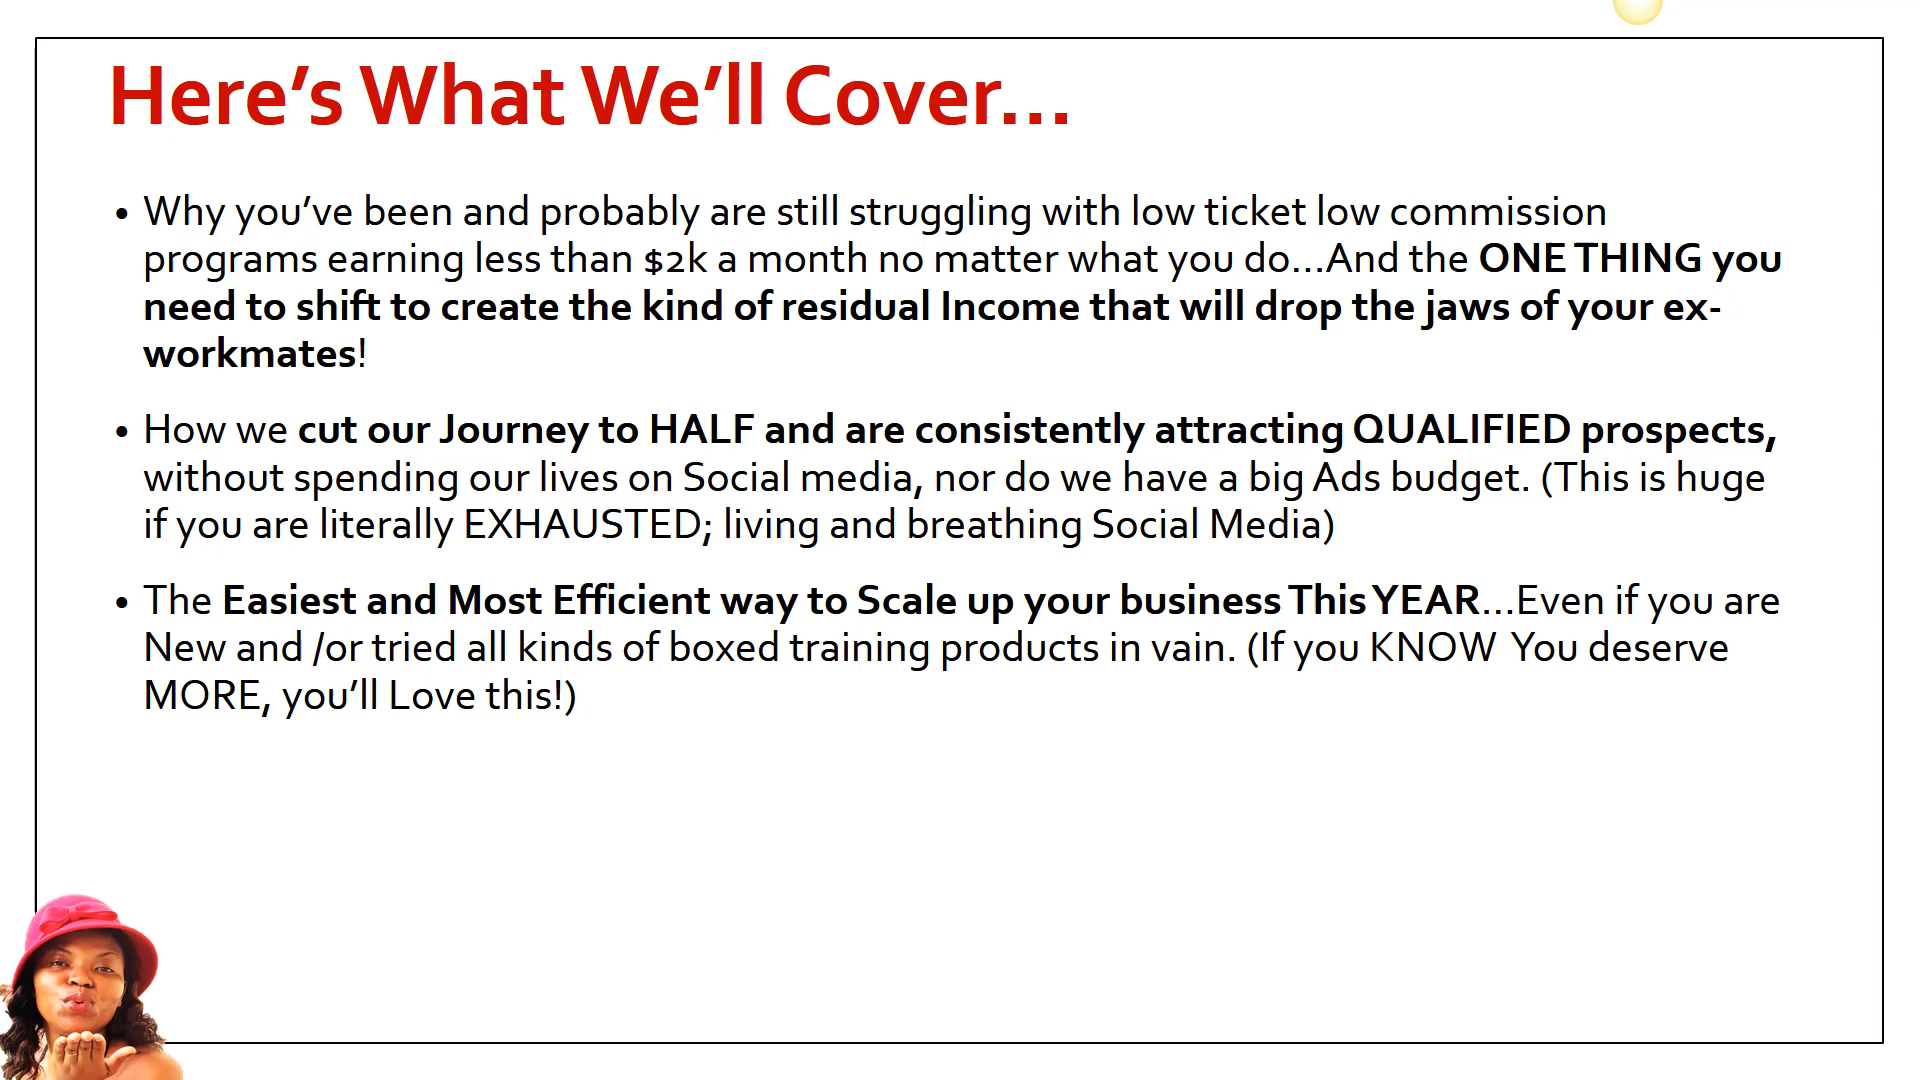 Here’s What We’ll Cover...
• Why you’ve been and probably are still struggling with low ticket low commission
programs earning less than $2k a month no matter what you do...And the ONE THING you
need to shift to create the kind of residual Income that will drop the jaws of your ex-
workmates!
• How we cut our Journey to HALF and are consistently attracting QUALIFIED prospects,
without spending our lives on Social media, nor do we have a big Ads budget. (This is huge
if you are literally EXHAUSTED; living and breathing Social Media)
• The Easiest and Most Efficient way to Scale up your business This YEAR...Even if you are
New and /or tried all kinds of boxed training products in vain. (If you KNOW You deserve
MORE, you’ll Love this!)